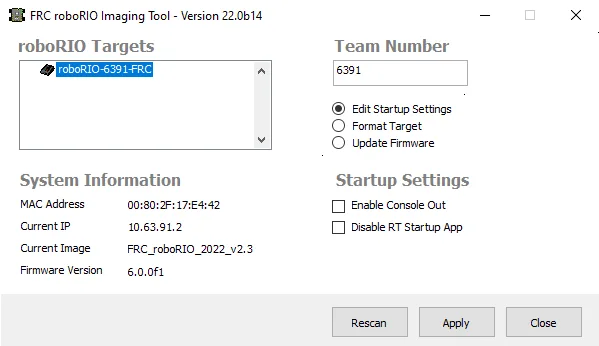 FRC roboRIO Imaging Tool - Version 22.0b14
roboRIO Targets
roboRIO-6391-FRC
Team Number
6391
Edit Startup Settings
Format Target
Update Firmware
System Information
MAC Address 00:80:2F:17:E4:42
Current IP 10.63.91.2
Current Image FRC_roboRIO_2022_v2.3
Firmware Version 6.0.0f1
Startup Settings
Enable Console Out
Disable RT Startup App
Rescan Apply Close